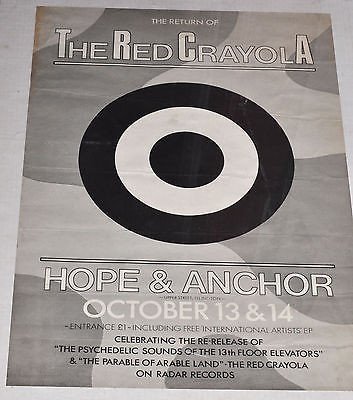 THE RETURN OF
THE RED CRAYOLA
HOPE & ANCHOR
~UPPER STREET, ISLINGTON~
OCTOBER 13 & 14
~ENTRANCE £1~INCLUDING FREE 'INTERNATIONAL ARTISTS' EP
CELEBRATING THE RE-RELEASE OF
"THE PSYCHEDELIC SOUNDS OF THE 13th FLOOR ELEVATORS"
& "THE PARABLE OF ARABLE LAND"-THE RED CRAYOLA
ON RADAR RECORDS